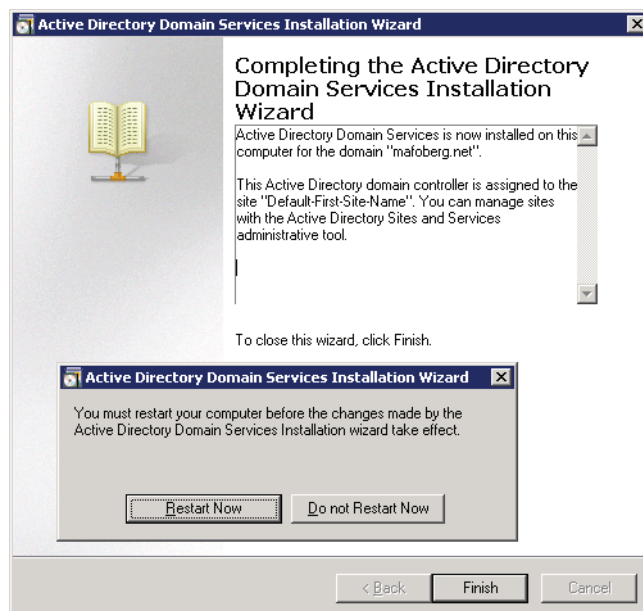 Active Directory Domain Services Installation Wizard
Completing the Active Directory
Domain Services Installation
Wizard
Active Directory Domain Services is now installed on this
computer for the domain "mafoberg.net".
This Active Directory domain controller is assigned to the
site "Default-First-Site-Name". You can manage sites
with the Active Directory Sites and Services
administrative tool.
To close this wizard, click Finish.
Active Directory Domain Services Installation Wizard
You must restart your computer before the changes made by the
Active Directory Domain Services Installation wizard take effect.
Restart Now
Do not Restart Now
< Back
Finish
Cancel